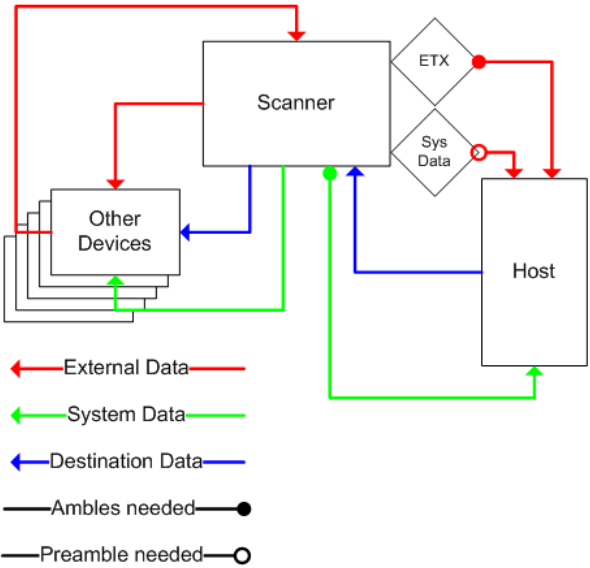 ETX
Scanner
Sys
Data
Other
Devices
Host
External Data
System Data
Destination Data
Ambles needed
Preamble needed